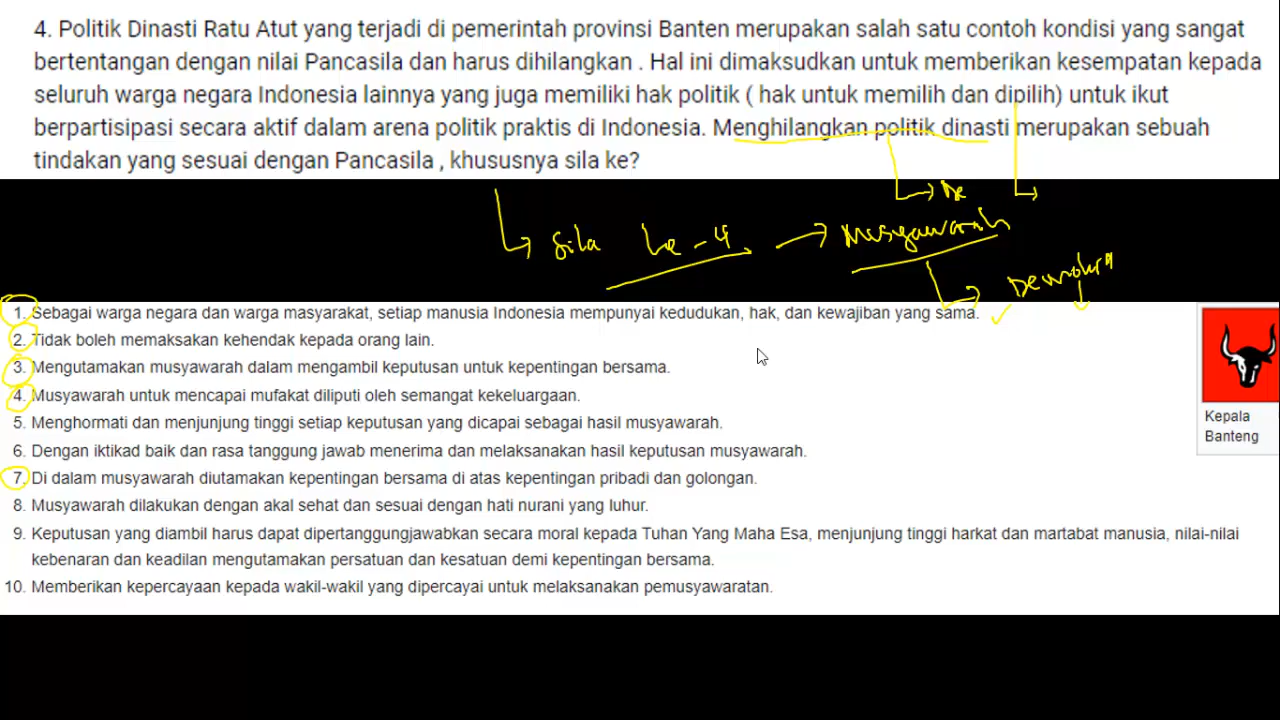 4. Politik Dinasti Ratu Atut yang terjadi di pemerintah provinsi Banten merupakan salah satu contoh kondisi yang sangat
bertentangan dengan nilai Pancasila dan harus dihilangkan . Hal ini dimaksudkan untuk memberikan kesempatan kepada
seluruh warga negara Indonesia lainnya yang juga memiliki hak politik ( hak untuk memilih dan dipilih) untuk ikut
berpartisipasi secara aktif dalam arena politik praktis di Indonesia. Menghilangkan politik dinasti merupakan sebuah
tindakan yang sesuai dengan Pancasila , khususnya sila ke?
Sila ke-4 Musyawarah
1. Sebagai warga negara dan warga masyarakat, setiap manusia Indonesia mempunyai kedudukan, hak, dan kewajiban yang sama.
2. Tidak boleh memaksakan kehendak kepada orang lain.
3. Mengutamakan musyawarah dalam mengambil keputusan untuk kepentingan bersama.
4. Musyawarah untuk mencapai mufakat diliputi oleh semangat kekeluargaan.
5. Menghormati dan menjunjung tinggi setiap keputusan yang dicapai sebagai hasil musyawarah.
6. Dengan iktikad baik dan rasa tanggung jawab menerima dan melaksanakan hasil keputusan musyawarah.
7. Di dalam musyawarah diutamakan kepentingan bersama di atas kepentingan pribadi dan golongan.
8. Musyawarah dilakukan dengan akal sehat dan sesuai dengan hati nurani yang luhur.
9. Keputusan yang diambil harus dapat dipertanggungjawabkan secara moral kepada Tuhan Yang Maha Esa, menjunjung tinggi harkat dan martabat manusia, nilai-nilai
kebenaran dan keadilan mengutamakan persatuan dan kesatuan demi kepentingan bersama.
10. Memberikan kepercayaan kepada wakil-wakil yang dipercayai untuk melaksanakan pemusyawaratan.
Kepala
Banteng